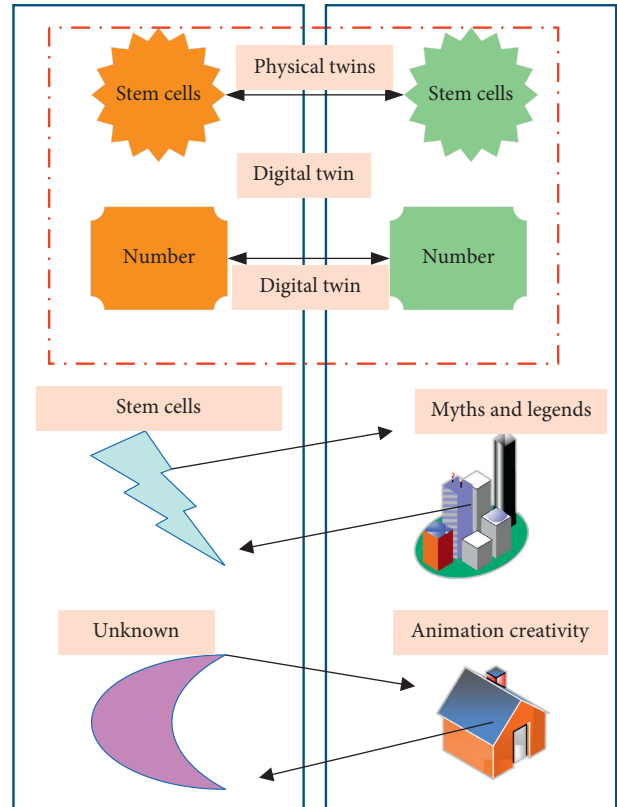 Physical twins
Stem cells
Stem cells
Digital twin
Number
Number
Digital twin
Stem cells
Myths and legends
Unknown
Animation creativity